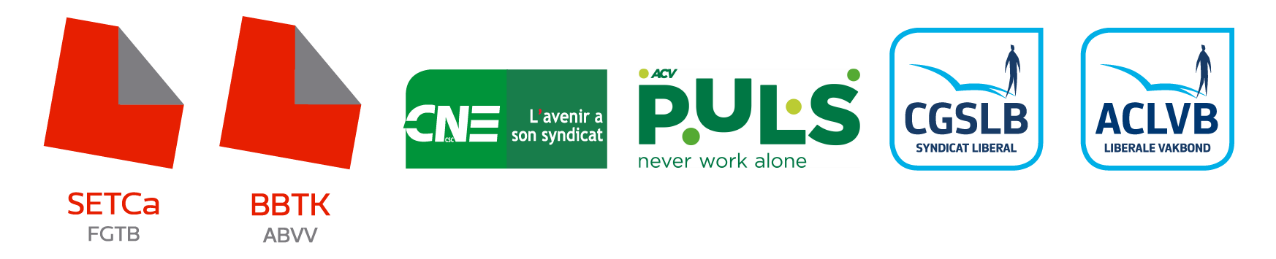 SETCa
FGTB
BBTK
ABVV
CNE
CSC
L'avenir a
son syndicat
ACV
PULS
never work alone
CGSLB
SYNDICAT LIBERAL
ACLVB
LIBERALE VAKBOND